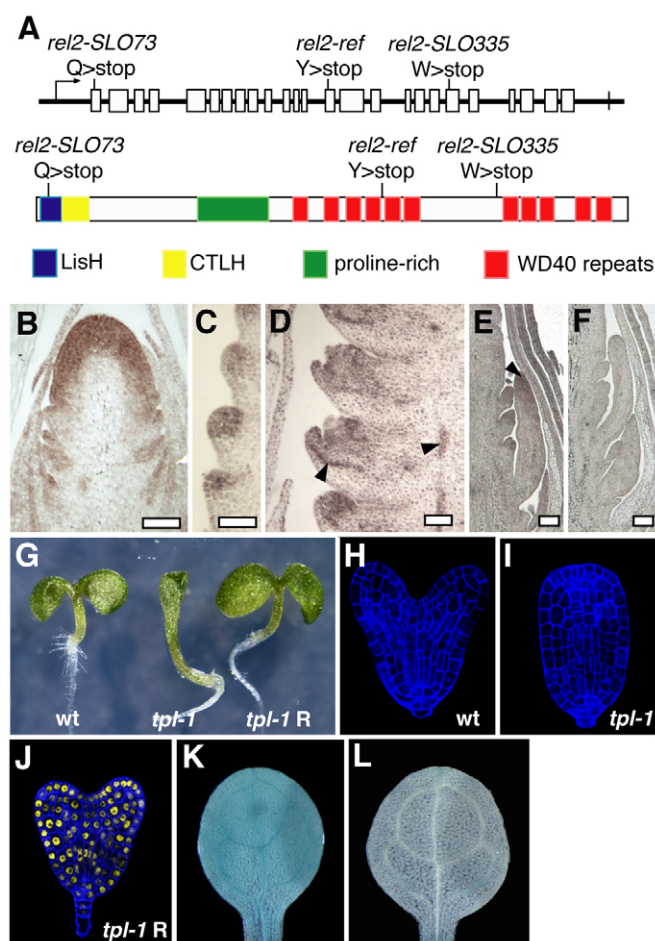 A
rel2-SLO73 rel2-ref rel2-SLO335
Q>stop Y>stop W>stop
rel2-SLO73 rel2-ref rel2-SLO335
Q>stop Y>stop W>stop
LisH CTLH proline-rich WD40 repeats
B C D E F
G H I
wt tpl-1 tpl-1 R wt tpl-1
J K L
tpl-1 R